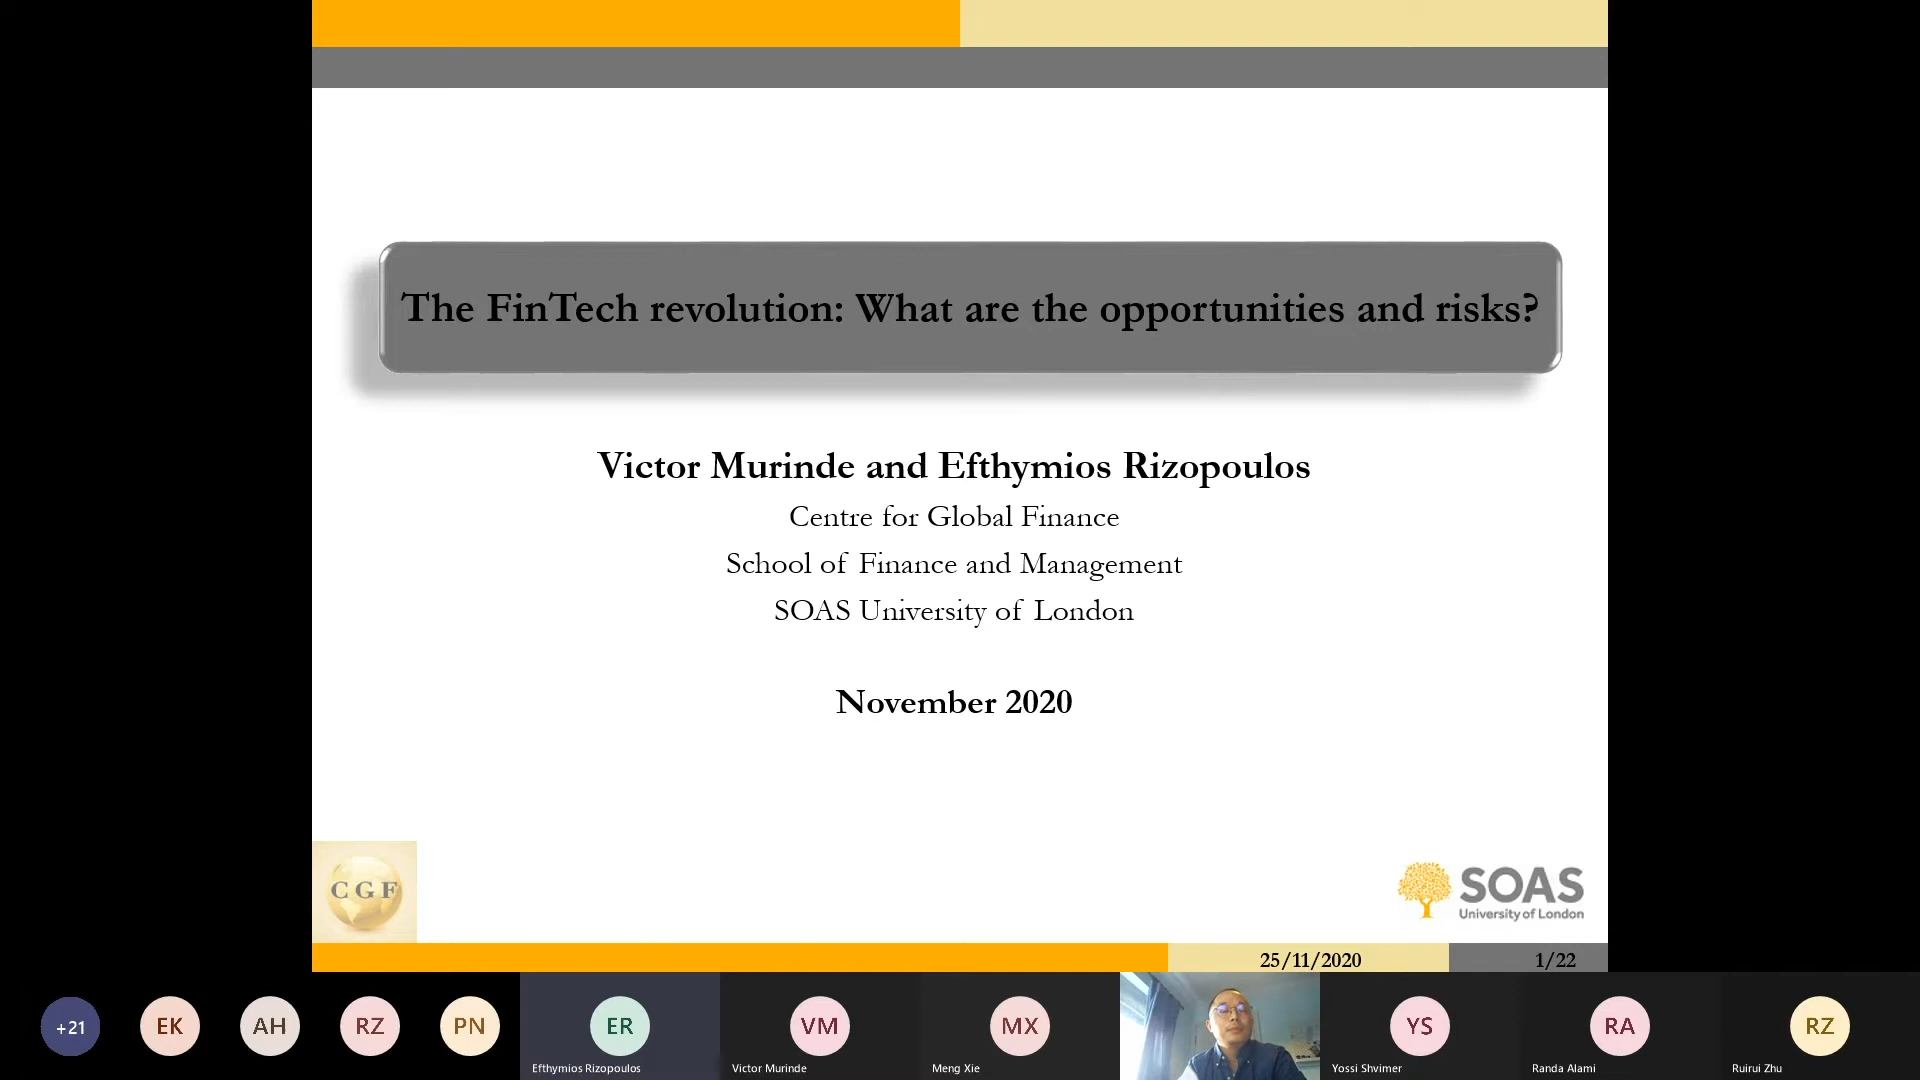 The FinTech revolution: What are the opportunities and risks?
Victor Murinde and Efthymios Rizopoulos
Centre for Global Finance
School of Finance and Management
SOAS University of London
November 2020
CGF
SOAS
University of London
25/11/2020
1/22
+21
EK
AH
RZ
PN
ER
VM
MX
YS
RA
RZ
Efthymios Rizopoulos
Victor Murinde
Meng Xie
Yossi Shvimer
Randa Alami
Ruirui Zhu